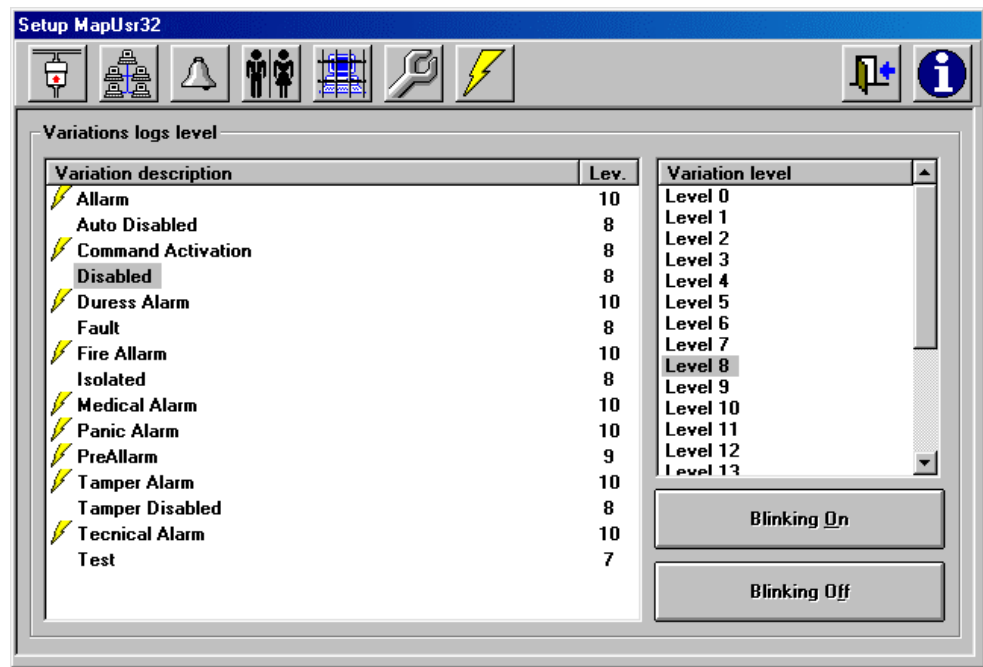 Setup MapUsr32
Variations logs level
Variation description Lev.
Allarm 10
Auto Disabled 8
Command Activation 8
Disabled 8
Duress Alarm 10
Fault 8
Fire Allarm 10
Isolated 8
Medical Alarm 10
Panic Alarm 10
PreAllarm 9
Tamper Alarm 10
Tamper Disabled 8
Tecnical Alarm 10
Test 7
Variation level
Level 0
Level 1
Level 2
Level 3
Level 4
Level 5
Level 6
Level 7
Level 8
Level 9
Level 10
Level 11
Level 12
Level 13
Blinking On
Blinking Off